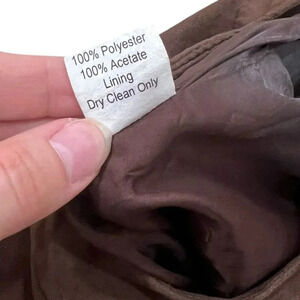 100% Polyester
100% Acetate
Lining
Dry Clean Only